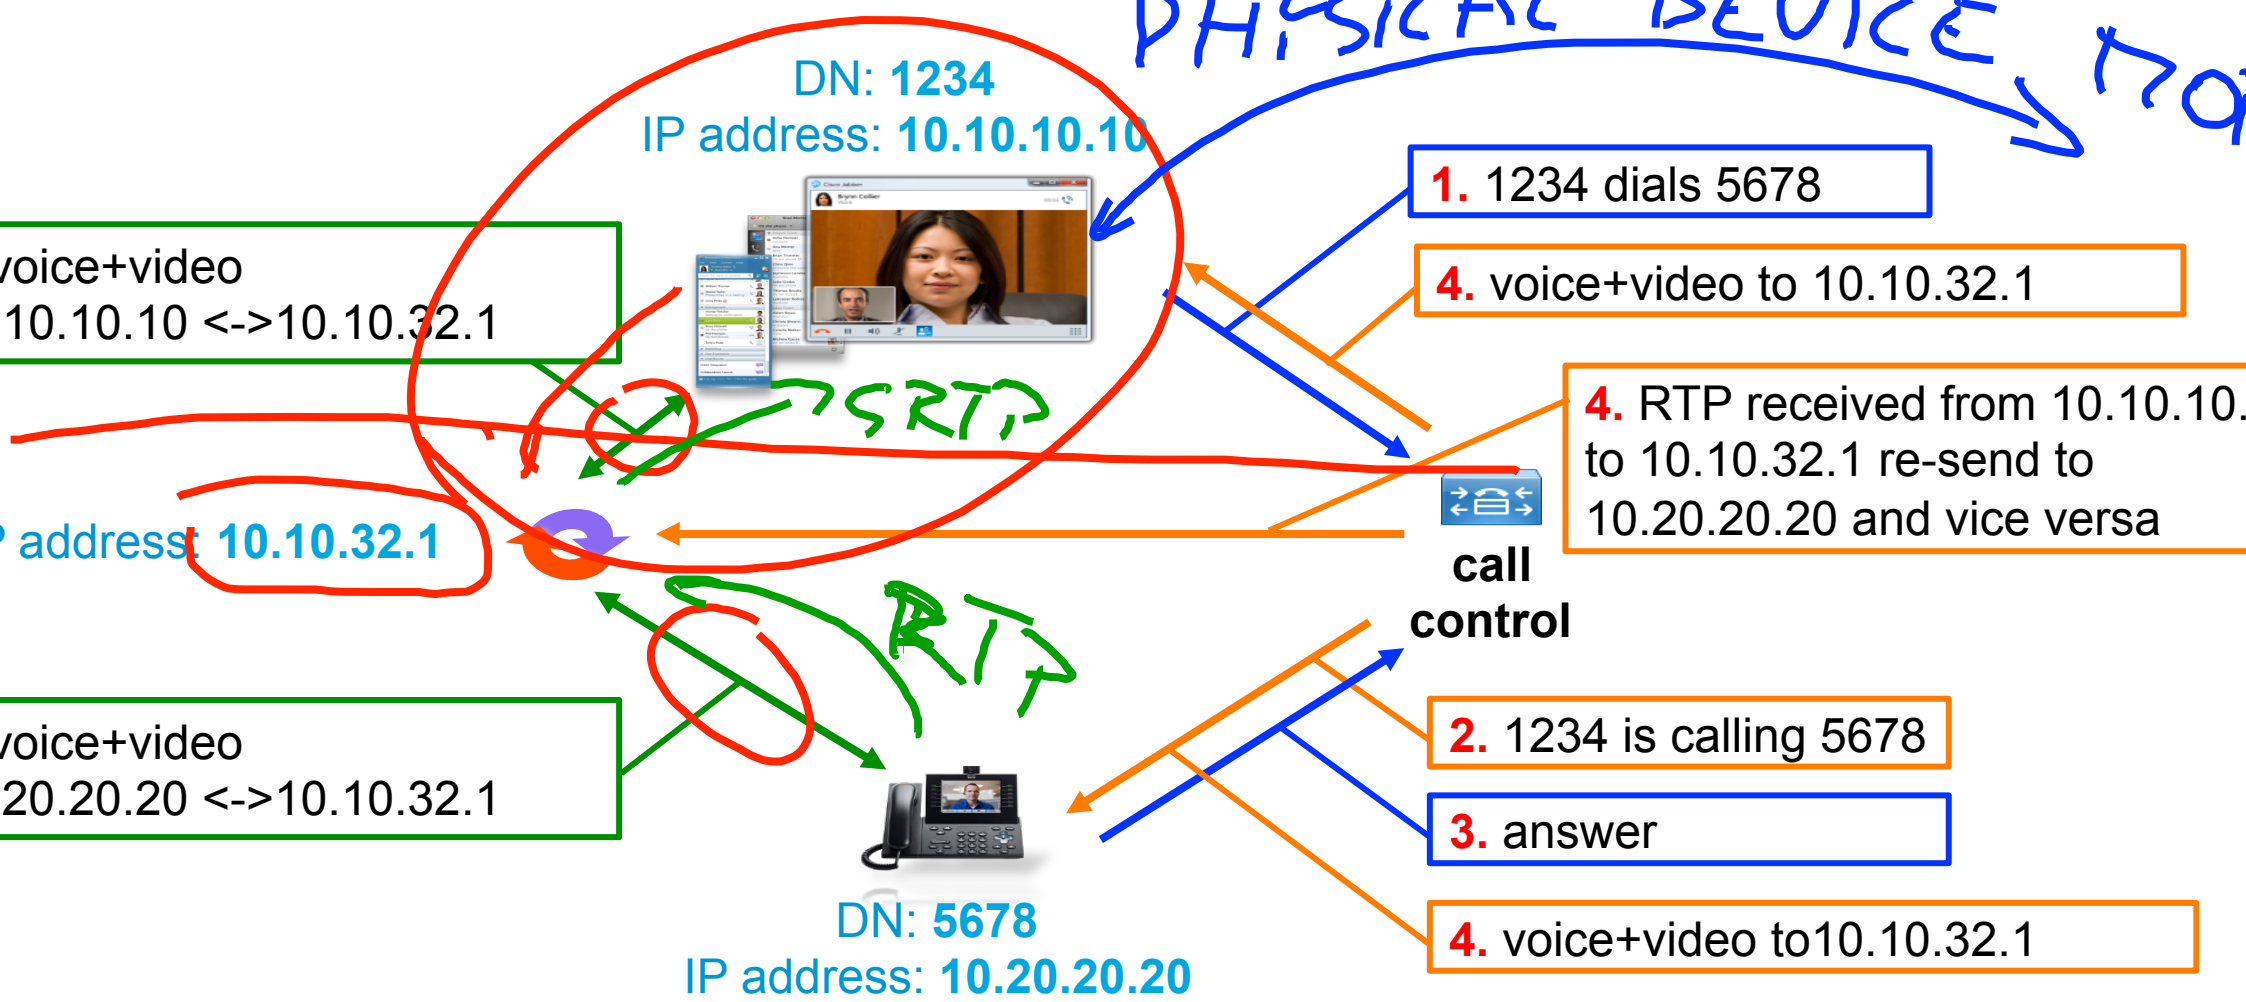 PHYSICAL DEVICE
DN: 1234
IP address: 10.10.10.10
Cisco Jabber
1. 1234 dials 5678
voice+video
10.10.10 <->10.10.32.1
4. voice+video to 10.10.32.1
SRTP
4. RTP received from 10.10.10.
to 10.10.32.1 re-send to
10.20.20.20 and vice versa
address: 10.10.32.1
call
control
RTP
voice+video
20.20.20 <->10.10.32.1
2. 1234 is calling 5678
3. answer
4. voice+video to10.10.32.1
DN: 5678
IP address: 10.20.20.20